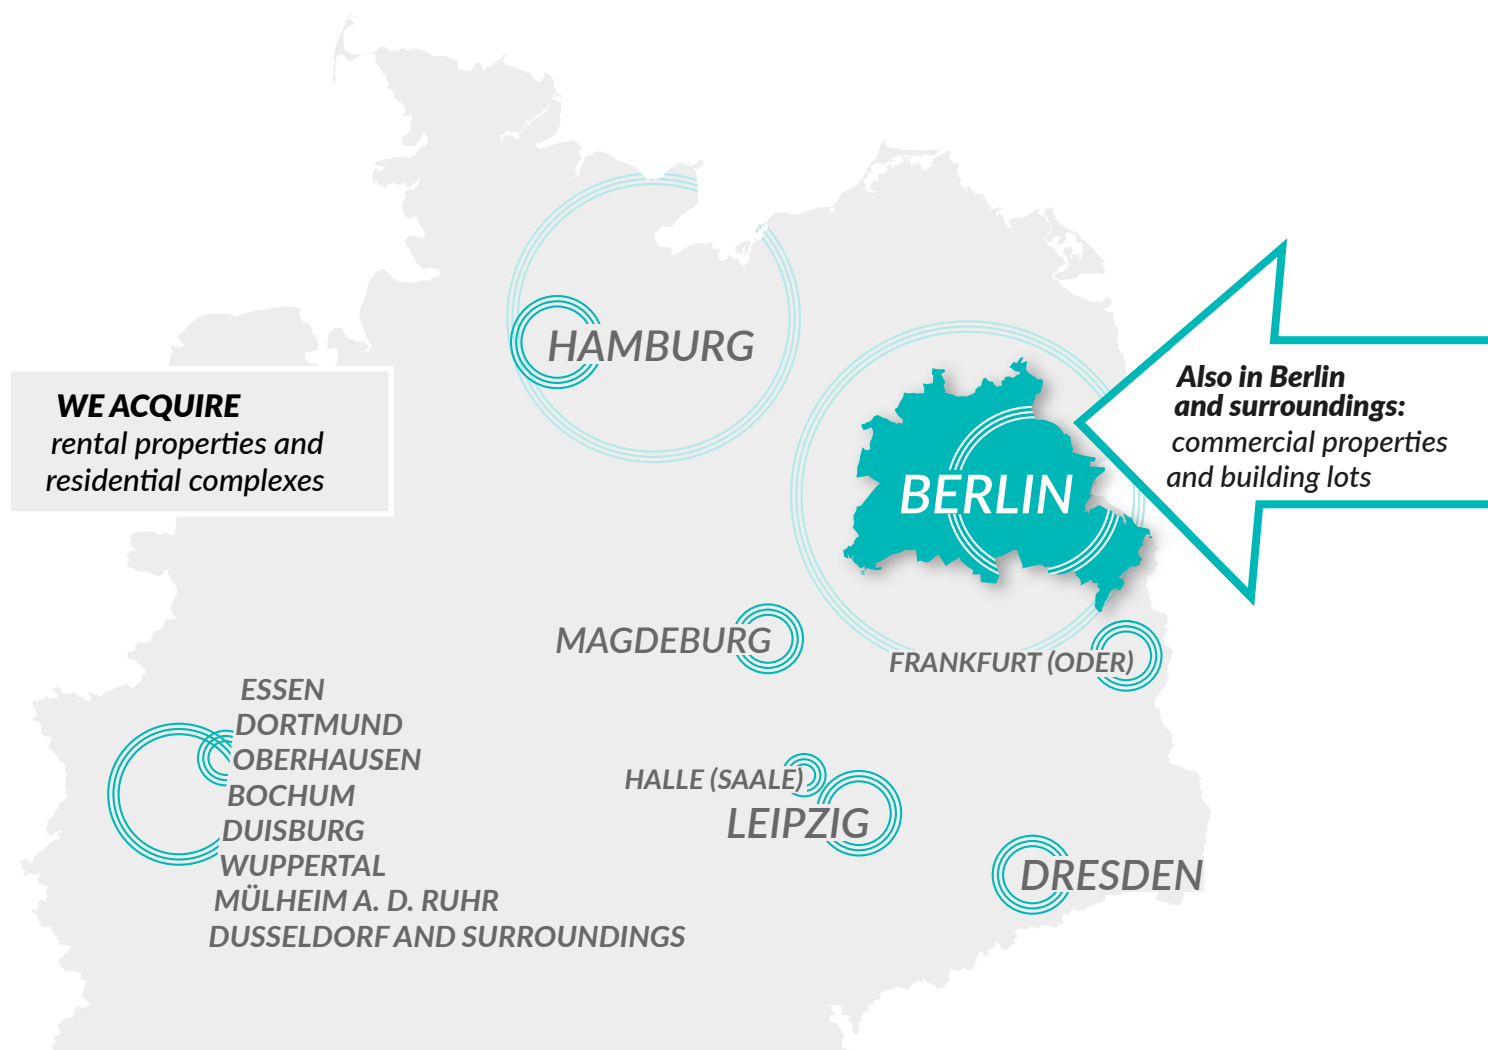 HAMBURG
WE ACQUIRE
rental properties and
residential complexes
Also in Berlin
and surroundings:
commercial properties
and building lots
BERLIN
MAGDEBURG
FRANKFURT (ODER)
ESSEN
DORTMUND
OBERHAUSEN
BOCHUM
DUISBURG
WUPPERTAL
MÜLHEIM A. D. RUHR
DUSSELDORF AND SURROUNDINGS
HALLE (SAALE)
LEIPZIG
DRESDEN